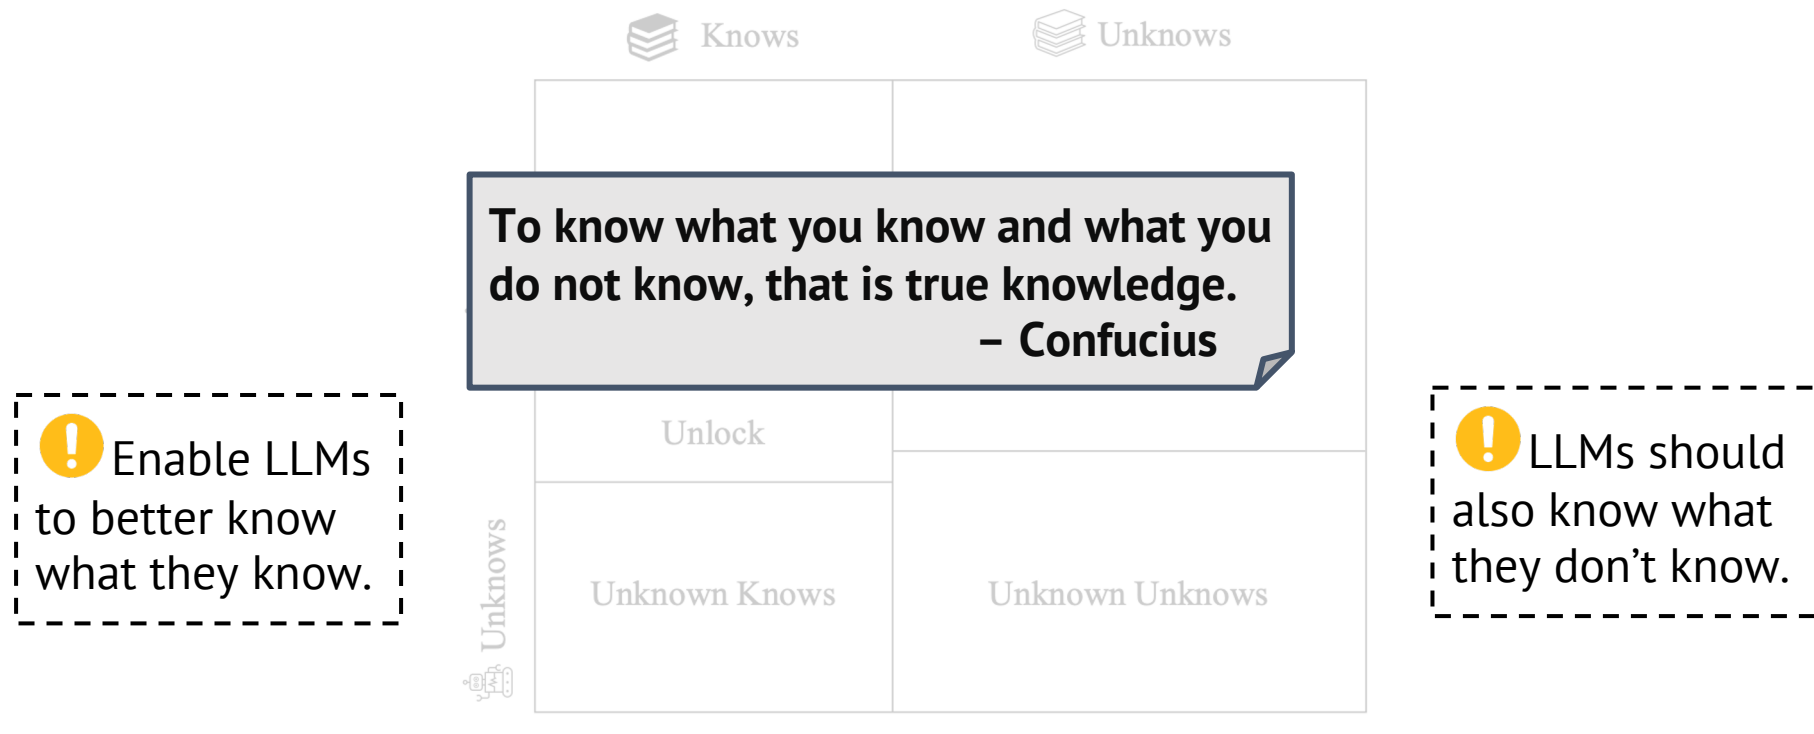 Knows
Unknows
To know what you know and what you
do not know, that is true knowledge.
– Confucius
Unlock
! Enable LLMs
to better know
what they know.
! LLMs should
also know what
they don’t know.
Unknows
Unknown Knows
Unknown Unknows